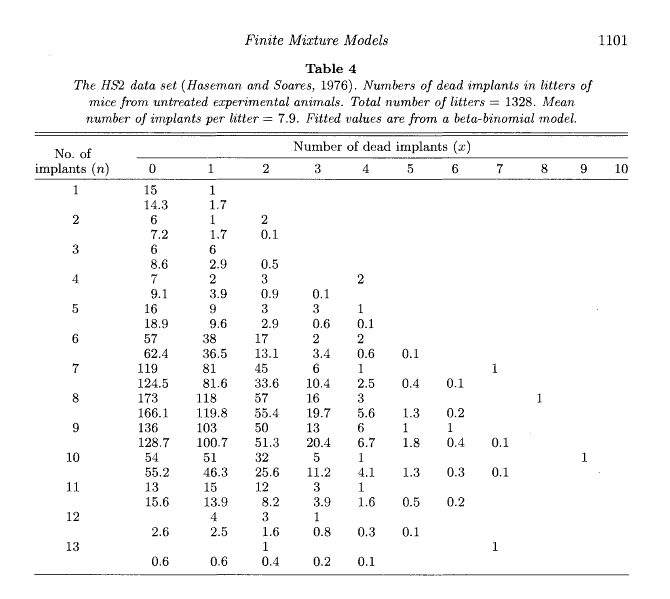 Finite Mixture Models 1101
Table 4
The HS2 data set (Haseman and Soares, 1976). Numbers of dead implants in litters of
mice from untreated experimental animals. Total number of litters = 1328. Mean
number of implants per litter = 7.9. Fitted values are from a beta-binomial model.
No. of Number of dead implants (x)
implants (n) 0 1 2 3 4 5 6 7 8 9 10
1 15 1
14.3 1.7
2 6 1 2
7.2 1.7 0.1
3 6 6
8.6 2.9 0.5
4 7 2 3 2
9.1 3.9 0.9 0.1
5 16 9 3 3 1
18.9 9.6 2.9 0.6 0.1
6 57 38 17 2 2
62.4 36.5 13.1 3.4 0.6 0.1
7 119 81 45 6 1 1
124.5 81.6 33.6 10.4 2.5 0.4 0.1
8 173 118 57 16 3 1
166.1 119.8 55.4 19.7 5.6 1.3 0.2
9 136 103 50 13 6 1 1
128.7 100.7 51.3 20.4 6.7 1.8 0.4 0.1
10 54 51 32 5 1 1
55.2 46.3 25.6 11.2 4.1 1.3 0.3 0.1
11 13 15 12 3 1
15.6 13.9 8.2 3.9 1.6 0.5 0.2
12 4 3 1
2.6 2.5 1.6 0.8 0.3 0.1
13 1 1
0.6 0.6 0.4 0.2 0.1